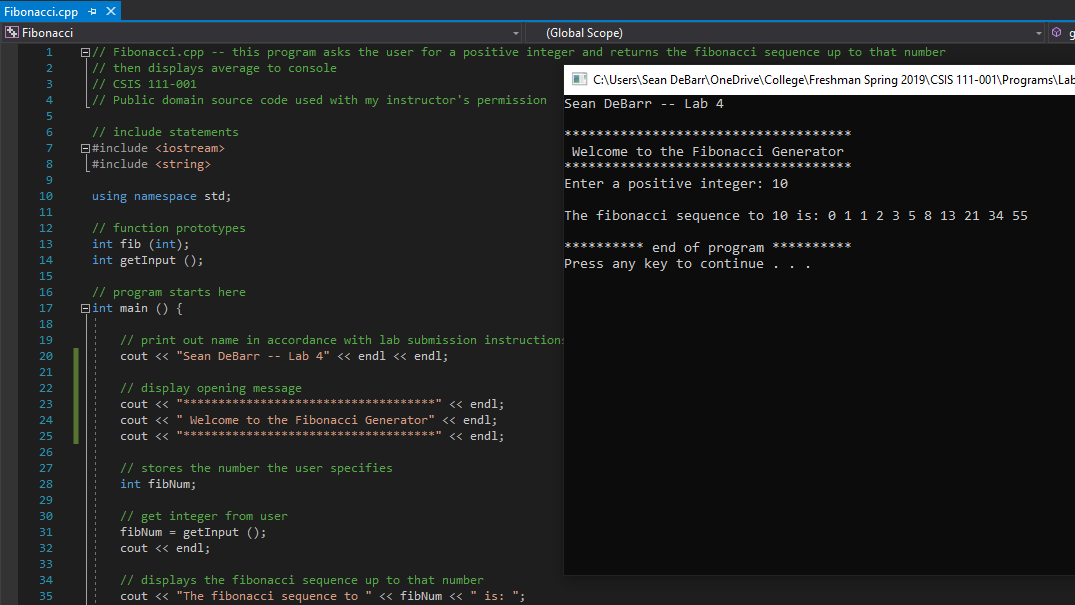 Fibonacci.cpp
Fibonacci (Global Scope) g
1 // Fibonacci.cpp -- this program asks the user for a positive integer and returns the fibonacci sequence up to that number
2 // then displays average to console
3 // CSIS 111-001
4 // Public domain source code used with my instructor's permission
5
6 // include statements
7 #include <iostream>
8 #include <string>
9
10 using namespace std;
11
12 // function prototypes
13 int fib (int);
14 int getInput ();
15
16 // program starts here
17 int main () {
18
19 // print out name in accordance with lab submission instructions
20 cout << "Sean DeBarr -- Lab 4" << endl << endl;
21
22 // display opening message
23 cout << "************************************" << endl;
24 cout << " Welcome to the Fibonacci Generator" << endl;
25 cout << "************************************" << endl;
26
27 // stores the number the user specifies
28 int fibNum;
29
30 // get integer from user
31 fibNum = getInput ();
32 cout << endl;
33
34 // displays the fibonacci sequence up to that number
35 cout << "The fibonacci sequence to " << fibNum << " is: ";
C:\Users\Sean DeBarr\OneDrive\College\Freshman Spring 2019\CSIS 111-001\Programs\Lab
Sean DeBarr -- Lab 4
************************************
Welcome to the Fibonacci Generator
************************************
Enter a positive integer: 10
The fibonacci sequence to 10 is: 0 1 1 2 3 5 8 13 21 34 55
********** end of program **********
Press any key to continue . . .